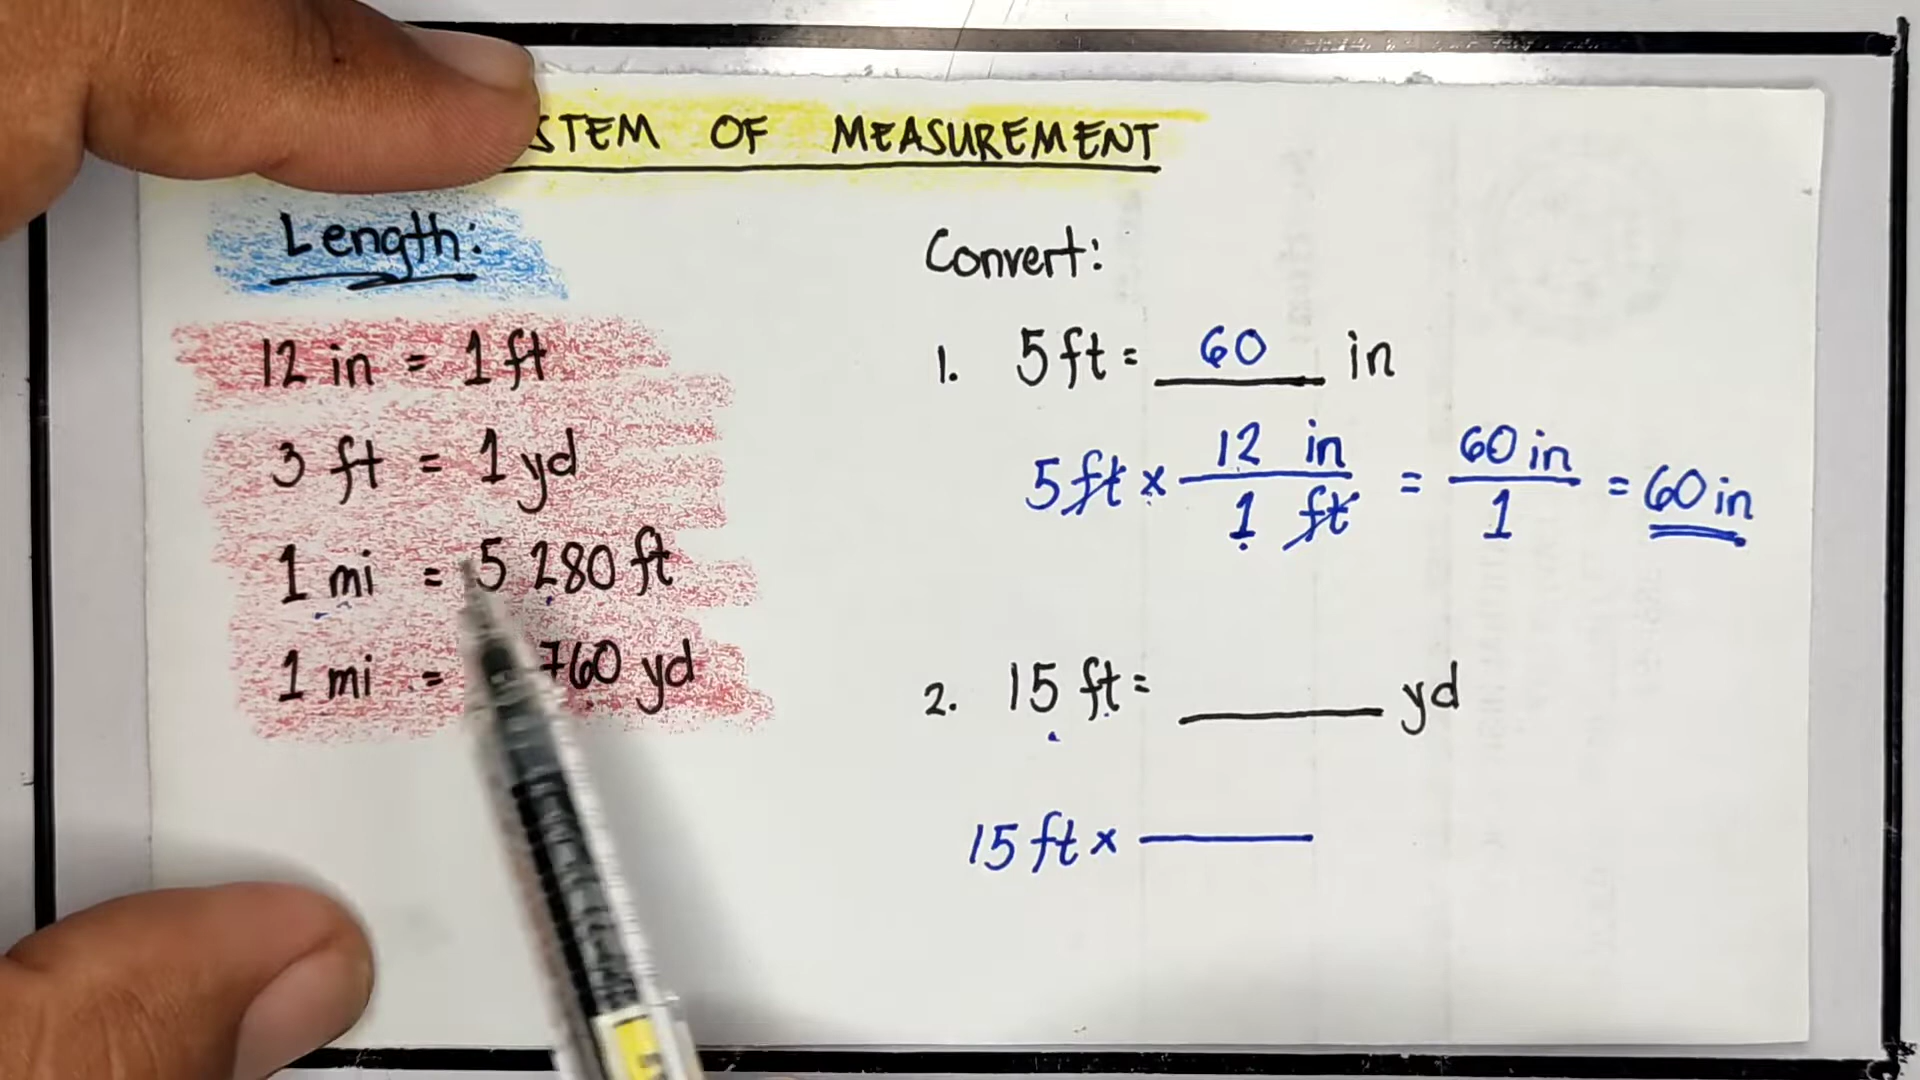 OF MEASUREMENT
Length:
12 in = 1 ft
3 ft = 1 yd
1 mi = 5 280 ft
1 mi = 760 yd
Convert:
1. 5 ft = 60 in
5 ft x 12 in / 1 ft = 60 in / 1 = 60 in
2. 15 ft = ______ yd
15 ft x ______